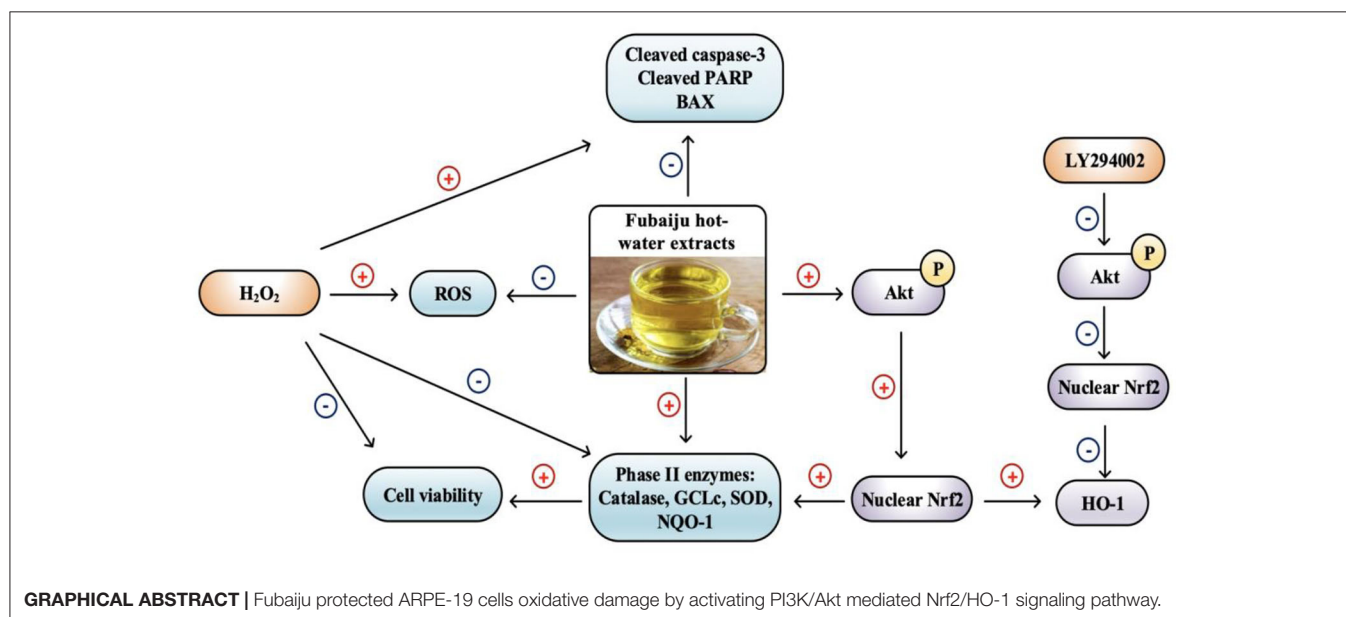 Cleaved caspase-3
Cleaved PARP
BAX
LY294002
+
-
-
Fubaiju hot-
water extracts
P
P
H₂O₂
+
ROS
-
+
Akt
Akt
-
-
-
+
+
Nuclear Nrf2
-
Cell viability
+
Phase II enzymes:
Catalase, GCLc, SOD,
NQO-1
+
Nuclear Nrf2
+
HO-1
GRAPHICAL ABSTRACT | Fubaiju protected ARPE-19 cells oxidative damage by activating PI3K/Akt mediated Nrf2/HO-1 signaling pathway.